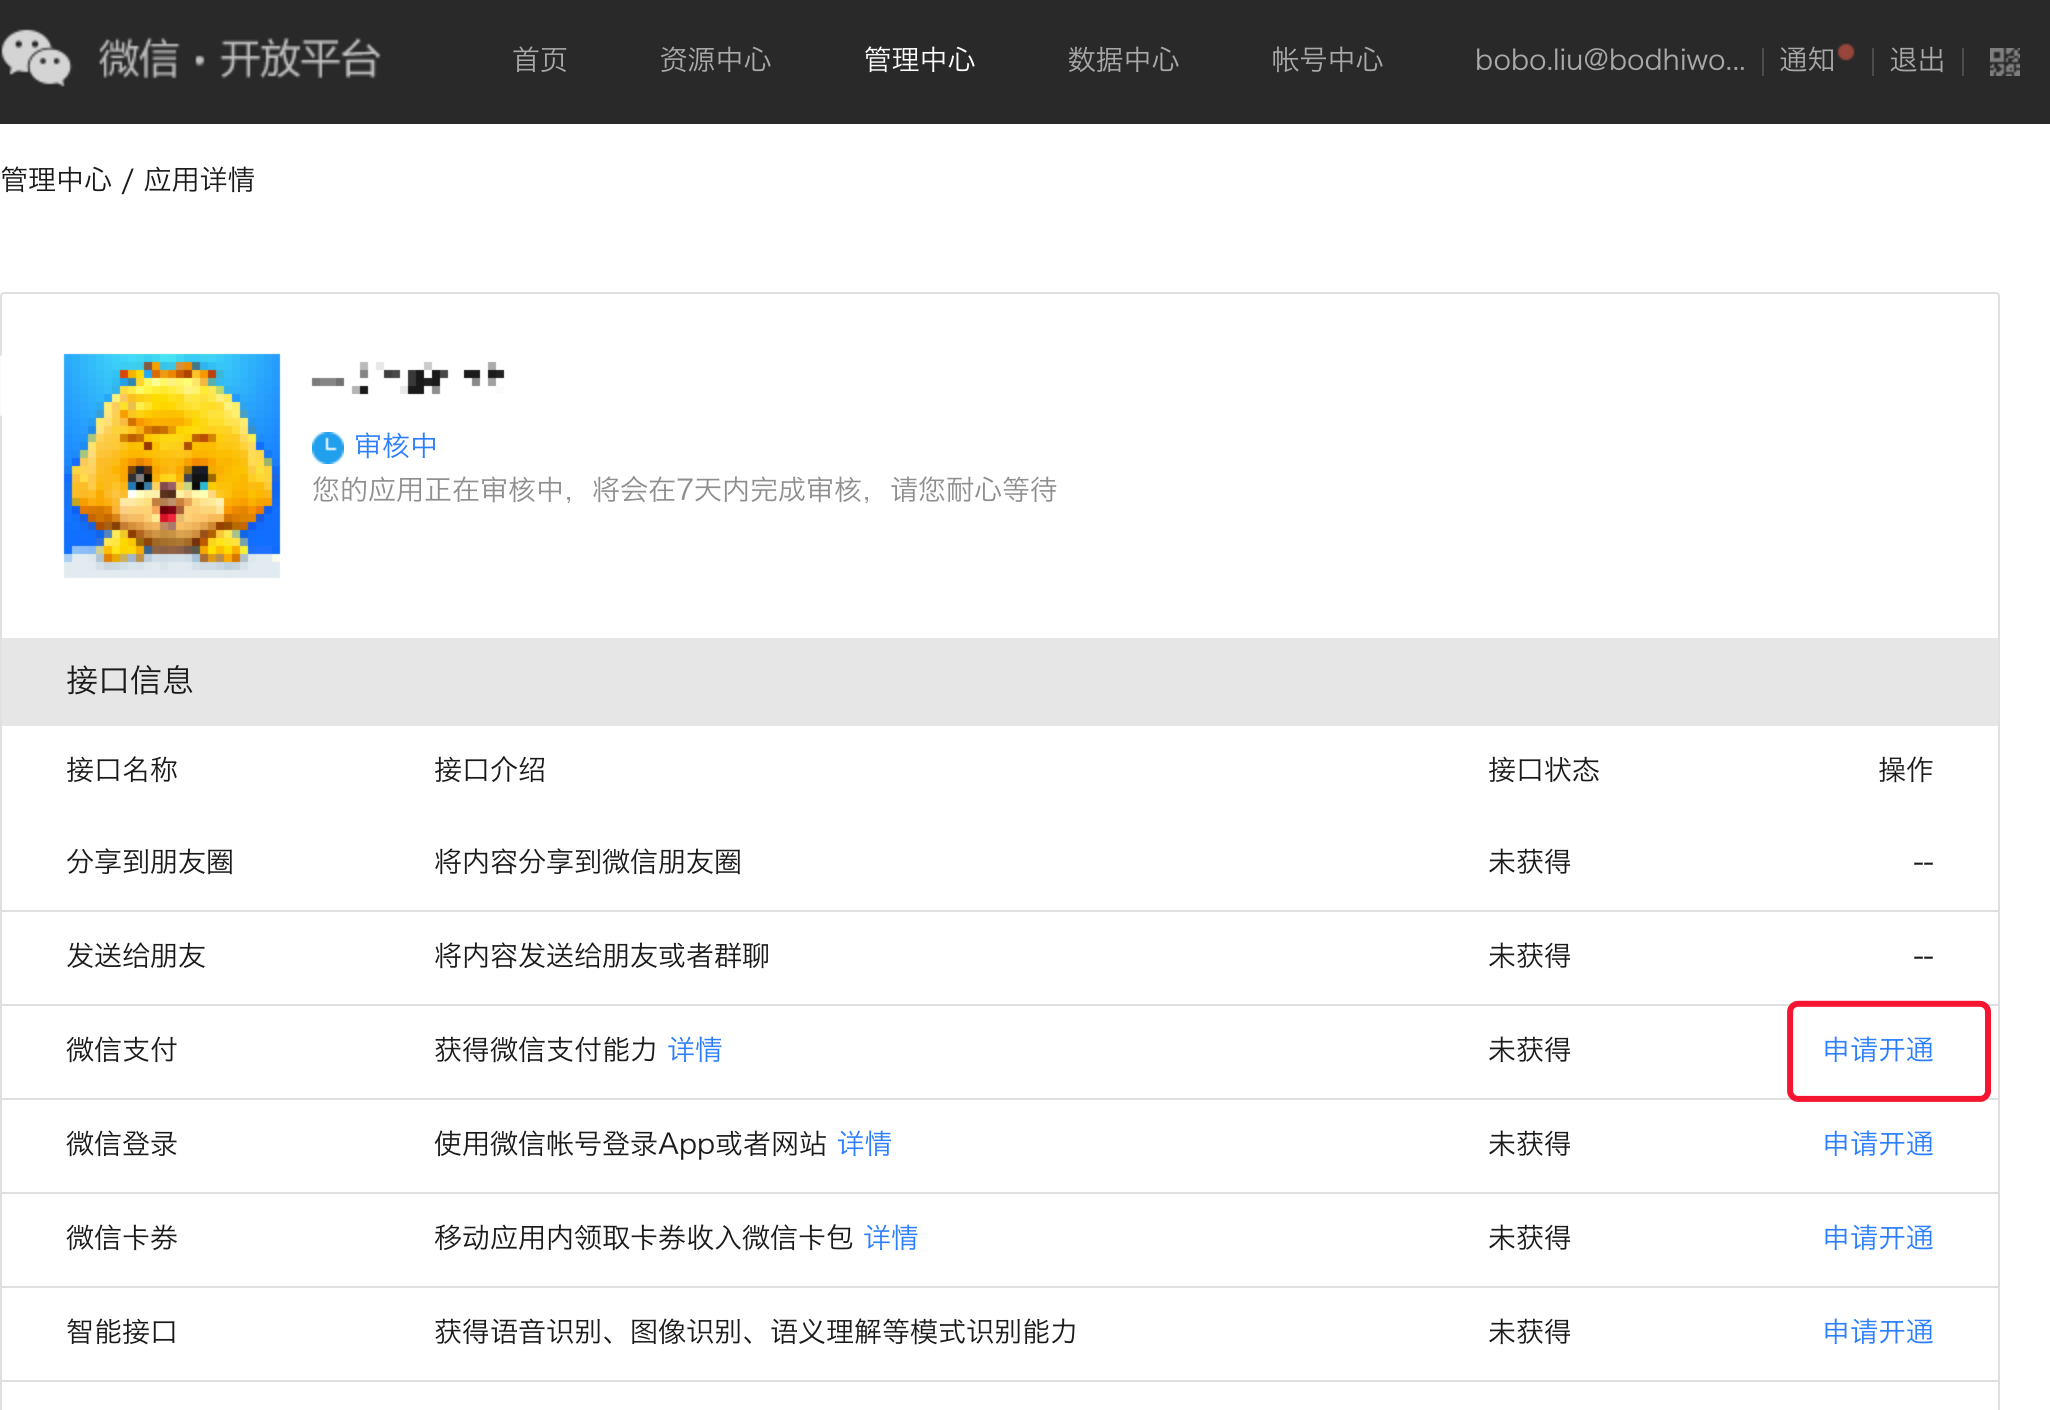 微信·开放平台 首页 资源中心 管理中心 数据中心 帐号中心 bobo.liu@bodhiwo... 通知 退出
管理中心 / 应用详情
审核中
您的应用正在审核中，将会在7天内完成审核，请您耐心等待
接口信息
接口名称 接口介绍 接口状态 操作
分享到朋友圈 将内容分享到微信朋友圈 未获得 --
发送给朋友 将内容发送给朋友或者群聊 未获得 --
微信支付 获得微信支付能力 详情 未获得 申请开通
微信登录 使用微信帐号登录App或者网站 详情 未获得 申请开通
微信卡券 移动应用内领取卡券收入微信卡包 详情 未获得 申请开通
智能接口 获得语音识别、图像识别、语义理解等模式识别能力 未获得 申请开通